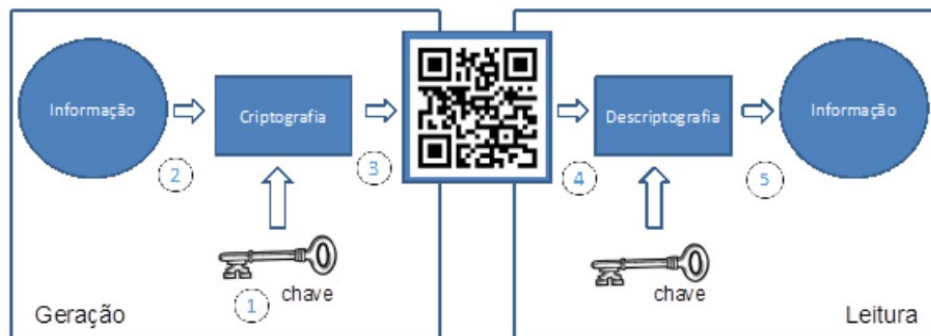 Informação
Criptografia
Descriptografia
Informação
2
3
4
5
1
chave
chave
Geração
Leitura